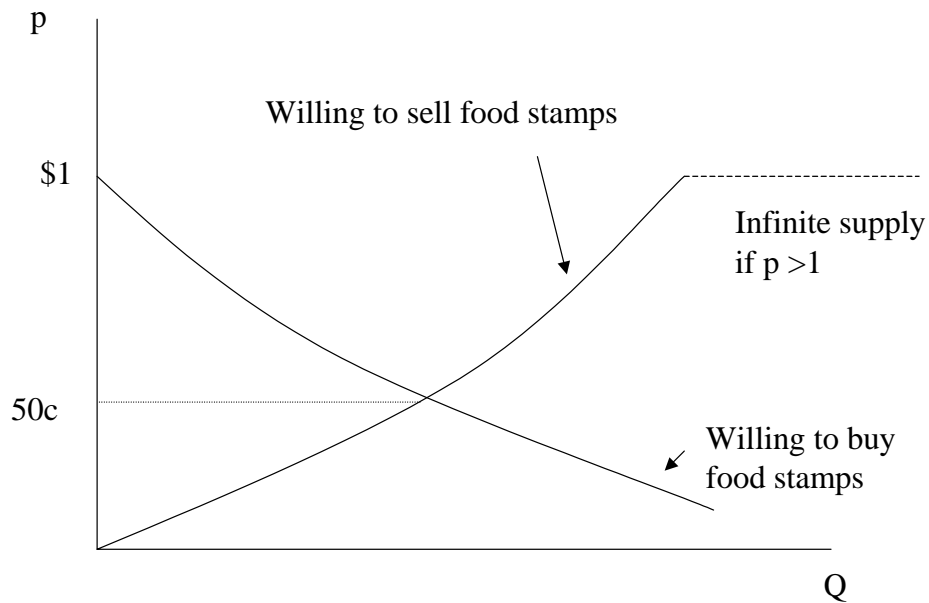 p
Willing to sell food stamps
$1
Infinite supply
if p >1
50c
Willing to buy
food stamps
Q